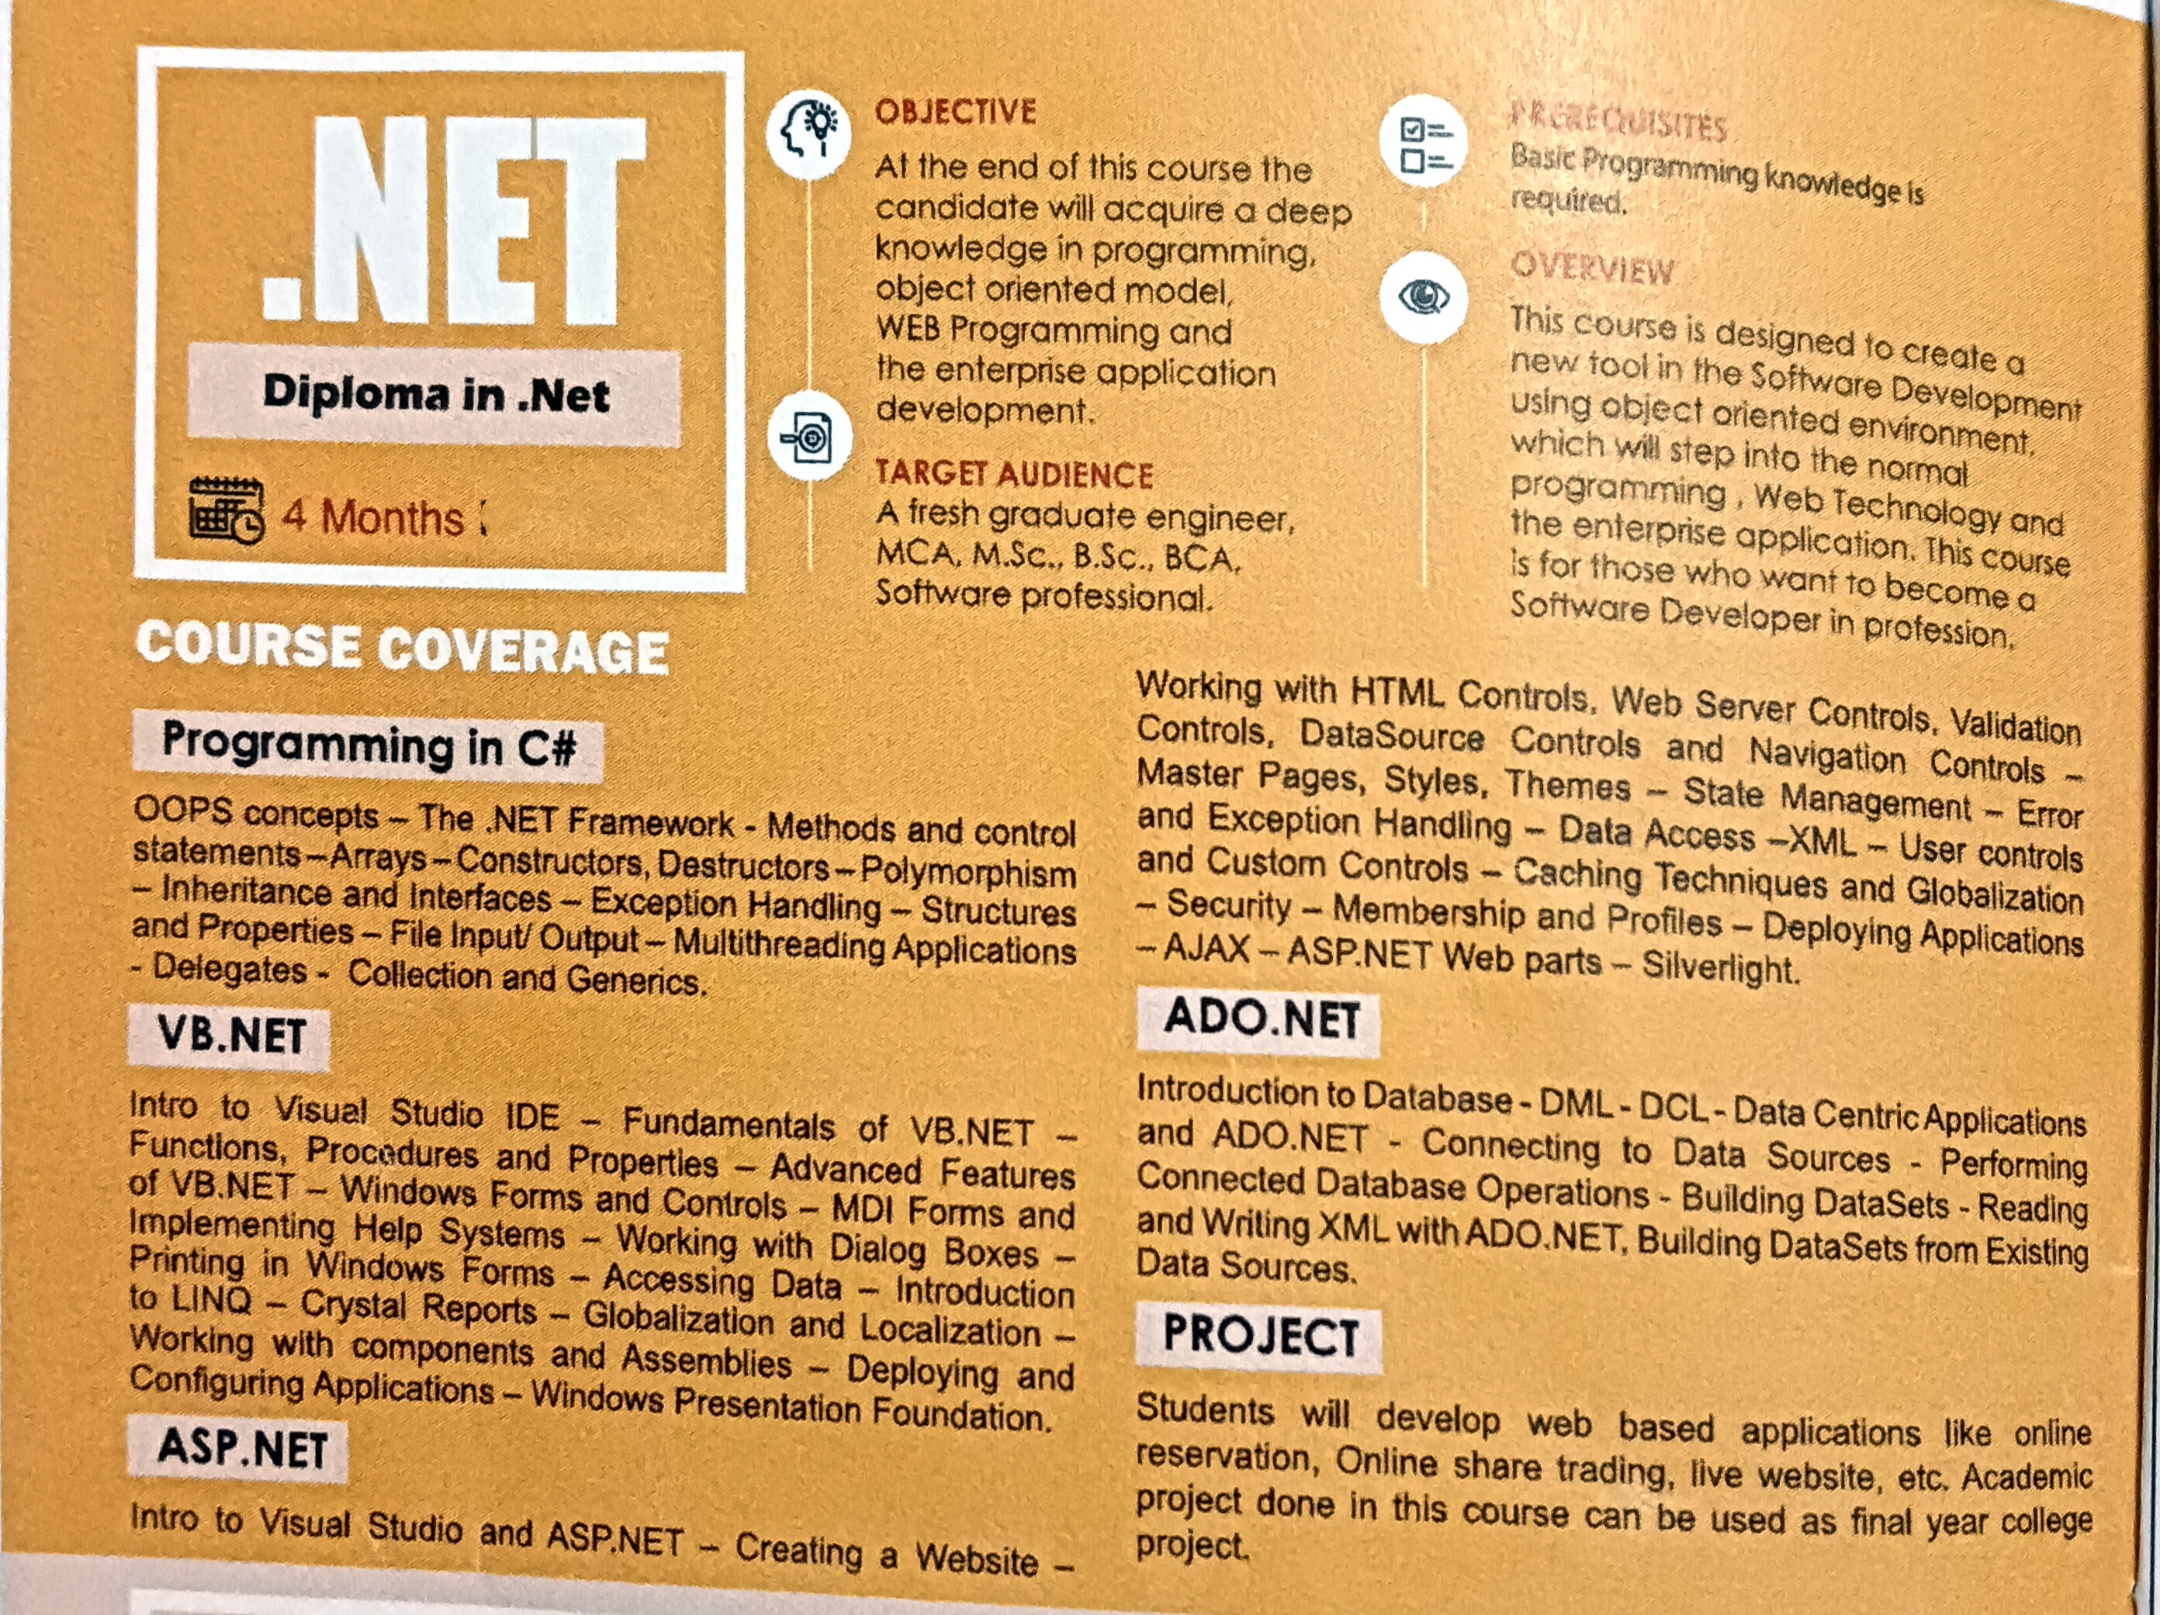 .NET
Diploma in .Net
4 Months
OBJECTIVE
At the end of this course the
candidate will acquire a deep
knowledge in programming,
object oriented model,
WEB Programming and
the enterprise application
development.
TARGET AUDIENCE
A fresh graduate engineer,
MCA, M.Sc., B.Sc., BCA,
Software professional.
PREREQUISITES
Basic Programming knowledge is
required.
OVERVIEW
This course is designed to create a
new tool in the Software Development
using object oriented environment,
which will step into the normal
programming , Web Technology and
the enterprise application. This course
is for those who want to become a
Software Developer in profession.
COURSE COVERAGE
Programming in C#
OOPS concepts – The .NET Framework - Methods and control
statements – Arrays – Constructors, Destructors – Polymorphism
– Inheritance and Interfaces – Exception Handling – Structures
and Properties – File Input/ Output – Multithreading Applications
- Delegates - Collection and Generics.
VB.NET
Intro to Visual Studio IDE – Fundamentals of VB.NET –
Functions, Procedures and Properties – Advanced Features
of VB.NET – Windows Forms and Controls – MDI Forms and
Implementing Help Systems – Working with Dialog Boxes –
Printing in Windows Forms – Accessing Data – Introduction
to LINQ – Crystal Reports – Globalization and Localization –
Working with components and Assemblies – Deploying and
Configuring Applications – Windows Presentation Foundation.
ASP.NET
Intro to Visual Studio and ASP.NET – Creating a Website –
Working with HTML Controls, Web Server Controls, Validation
Controls, DataSource Controls and Navigation Controls –
Master Pages, Styles, Themes – State Management – Error
and Exception Handling – Data Access –XML – User controls
and Custom Controls – Caching Techniques and Globalization
– Security – Membership and Profiles – Deploying Applications
– AJAX – ASP.NET Web parts – Silverlight.
ADO.NET
Introduction to Database - DML - DCL - Data Centric Applications
and ADO.NET - Connecting to Data Sources - Performing
Connected Database Operations - Building DataSets - Reading
and Writing XML with ADO.NET, Building DataSets from Existing
Data Sources.
PROJECT
Students will develop web based applications like online
reservation, Online share trading, live website, etc. Academic
project done in this course can be used as final year college
project.